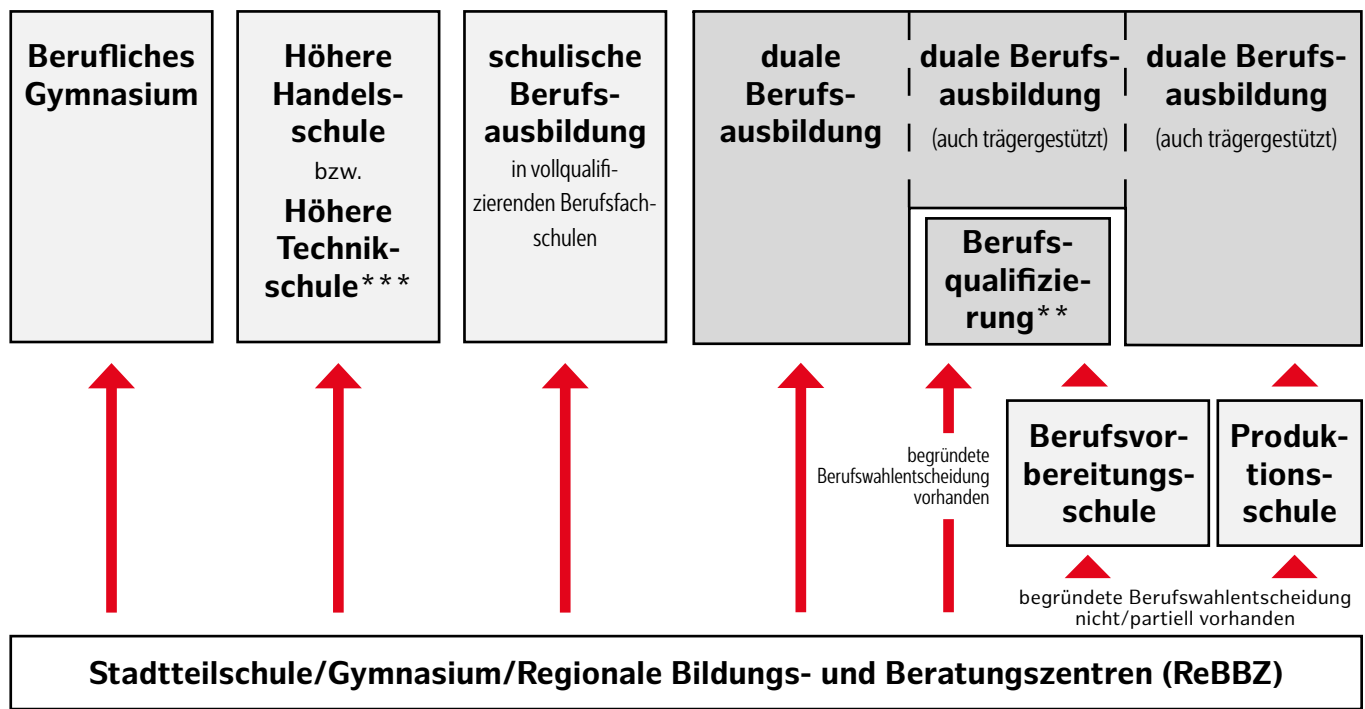 Berufliches
Gymnasium
Höhere
Handels-
schule
bzw.
Höhere
Technik-
schule***
schulische
Berufs-
ausbildung
in vollqualifi-
zierenden Berufsfach-
schulen
duale
Berufs-
ausbildung
duale Berufs-
ausbildung
(auch trägergestützt)
duale Berufs-
ausbildung
(auch trägergestützt)
Berufs-
qualifizie-
rung**
begründete
Berufswahlentscheidung
vorhanden
Berufsvor-
bereitungs-
schule
Produk-
tions-
schule
begründete Berufswahlentscheidung
nicht/partiell vorhanden
Stadtteilschule/Gymnasium/Regionale Bildungs- und Beratungszentren (ReBBZ)